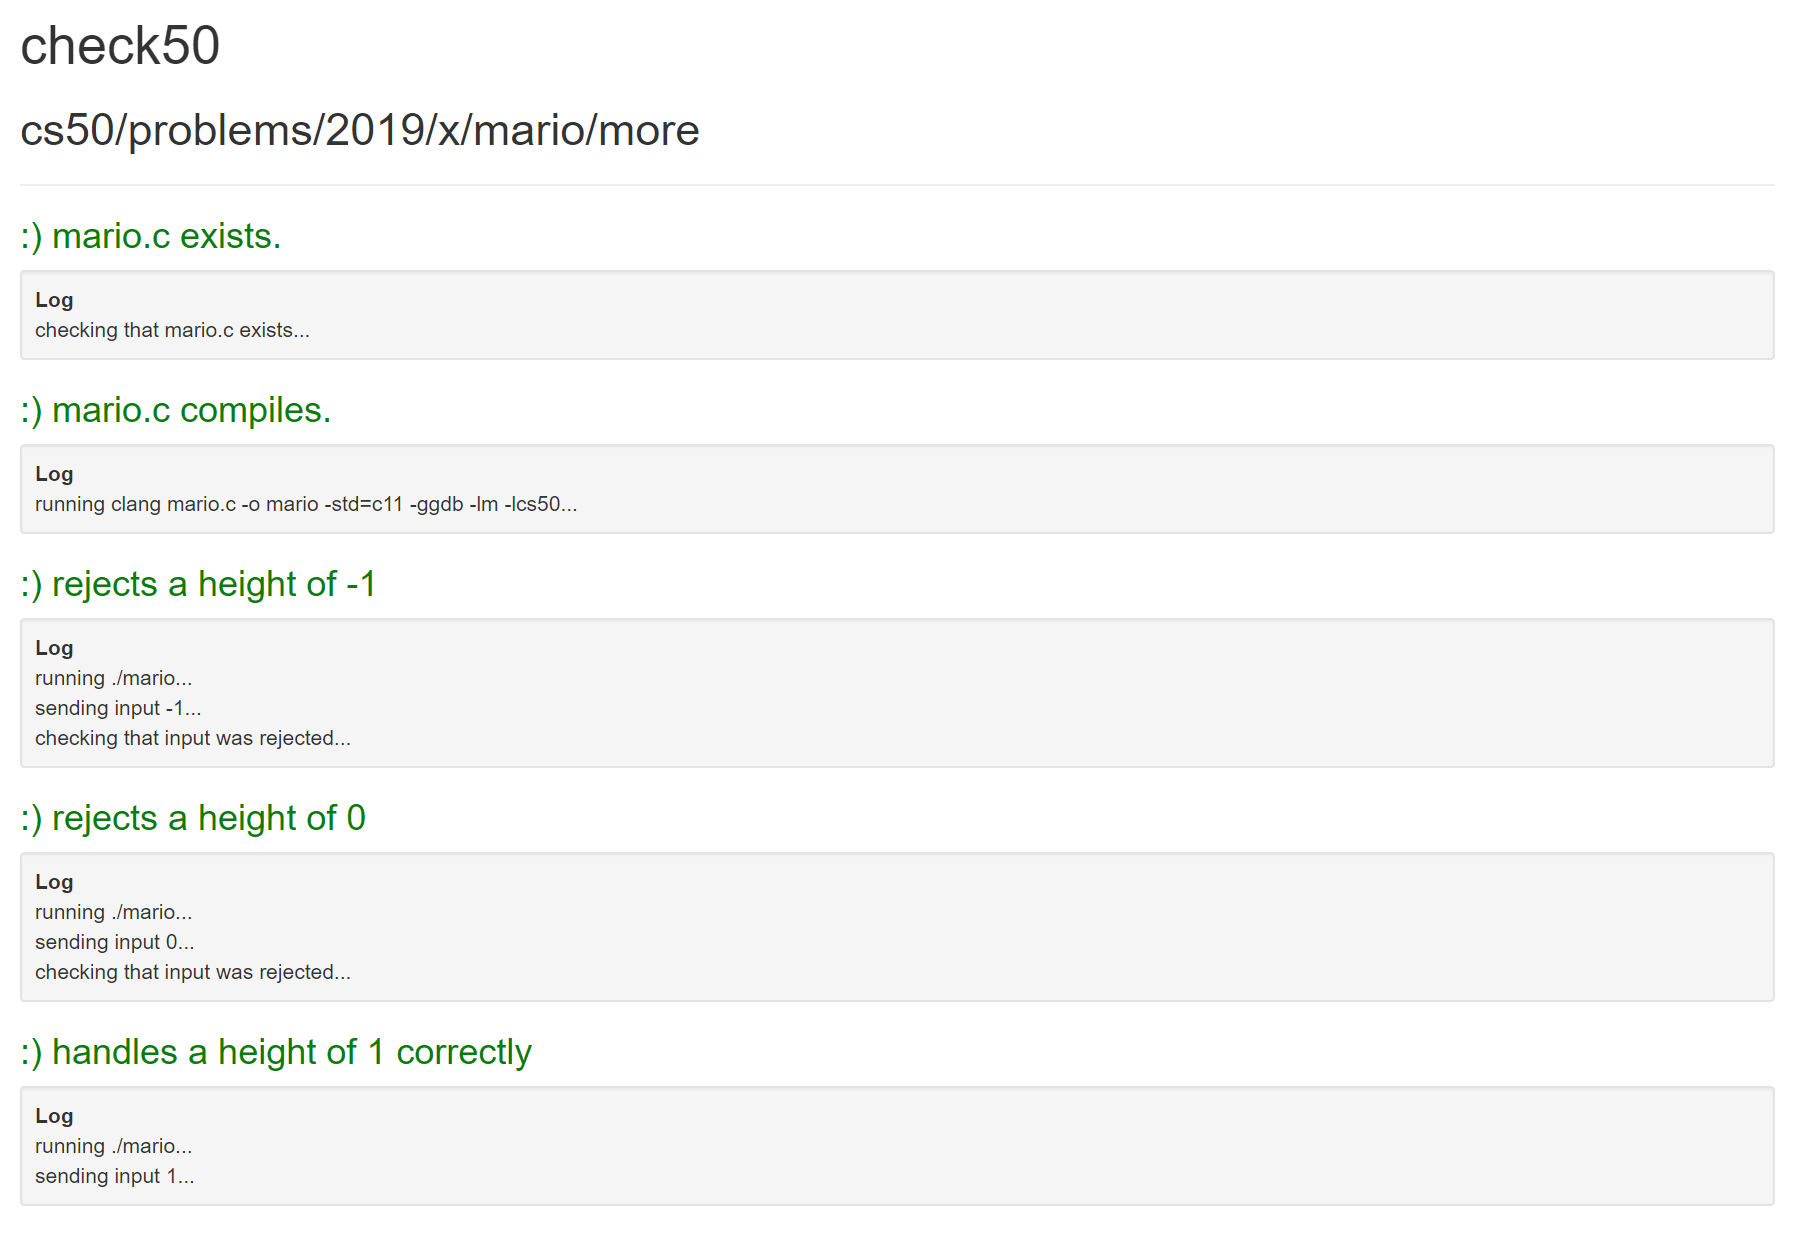 check50
cs50/problems/2019/x/mario/more
:) mario.c exists.
Log
checking that mario.c exists...
:) mario.c compiles.
Log
running clang mario.c -o mario -std=c11 -ggdb -lm -lcs50...
:) rejects a height of -1
Log
running ./mario...
sending input -1...
checking that input was rejected...
:) rejects a height of 0
Log
running ./mario...
sending input 0...
checking that input was rejected...
:) handles a height of 1 correctly
Log
running ./mario...
sending input 1...